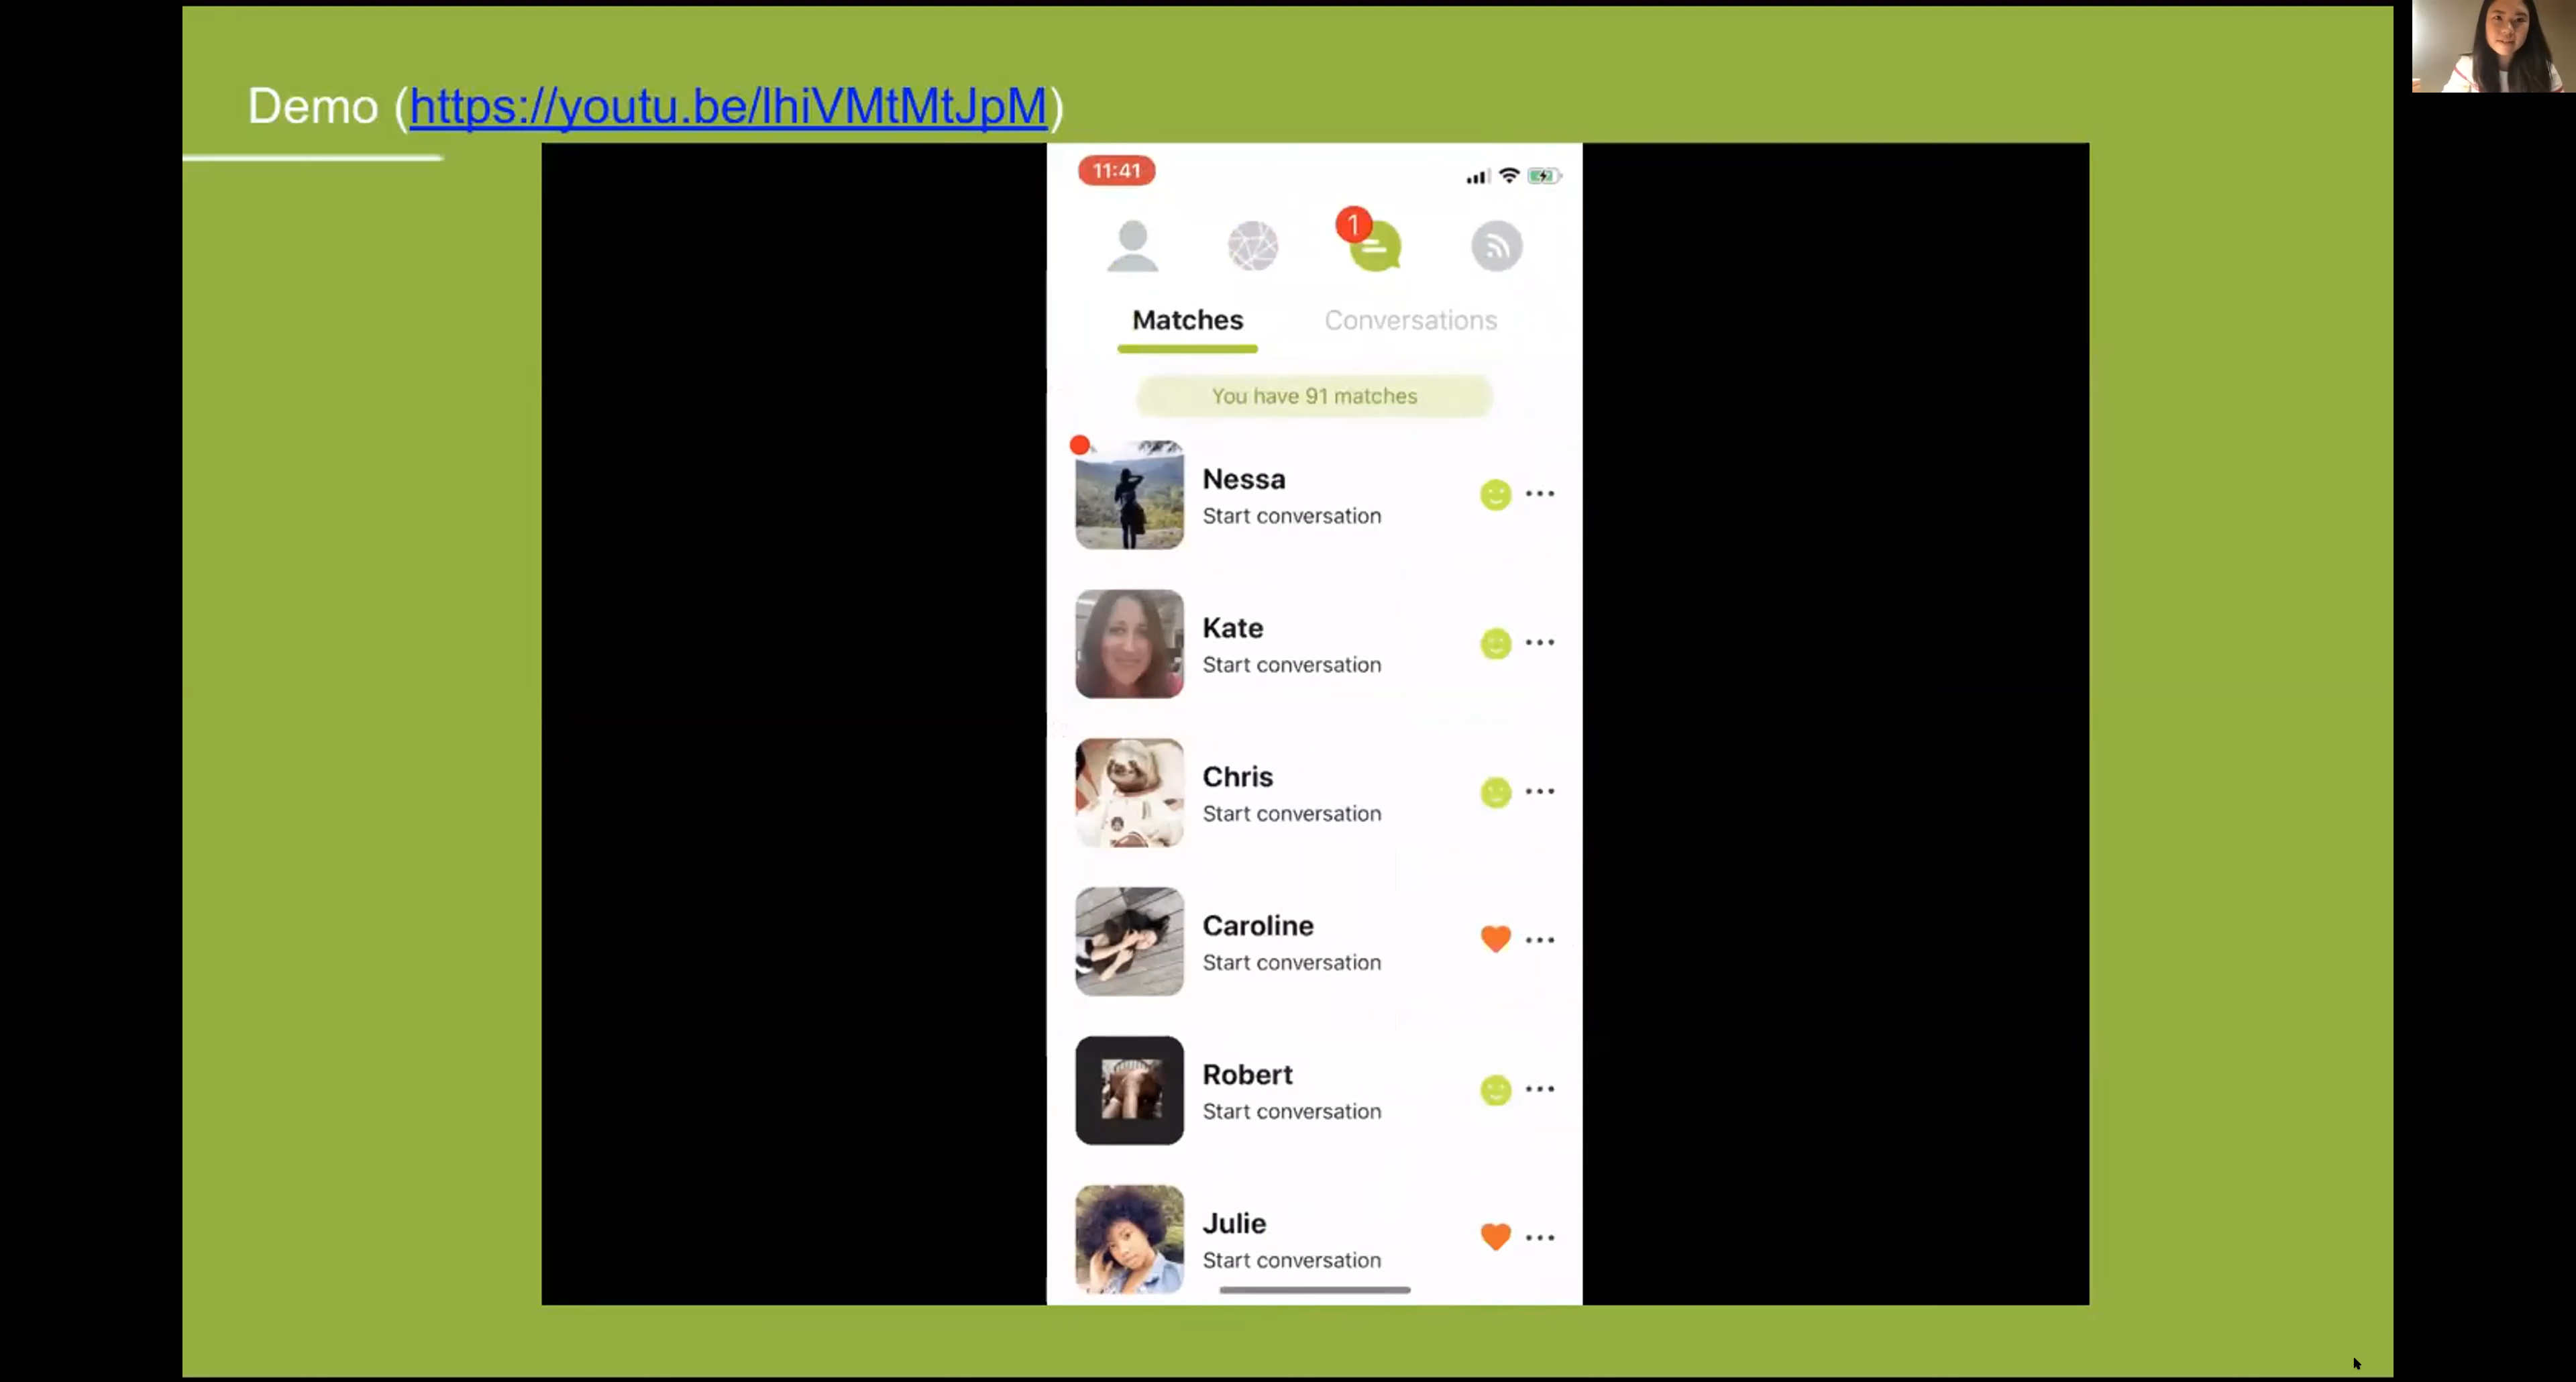 Demo (https://youtu.be/lhiVMtMtJpM)
11:41
1
Matches Conversations
You have 91 matches
Nessa
Start conversation
Kate
Start conversation
Chris
Start conversation
Caroline
Start conversation
Robert
Start conversation
Julie
Start conversation